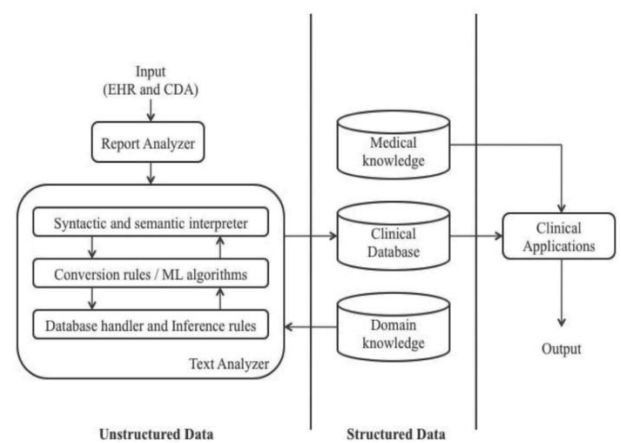 Input
(EHR and CDA)
Report Analyzer
Syntactic and semantic interpreter
Conversion rules / ML algorithms
Database handler and Inference rules
Text Analyzer
Medical
knowledge
Clinical
Database
Domain
knowledge
Clinical
Applications
Output
Unstructured Data
Structured Data